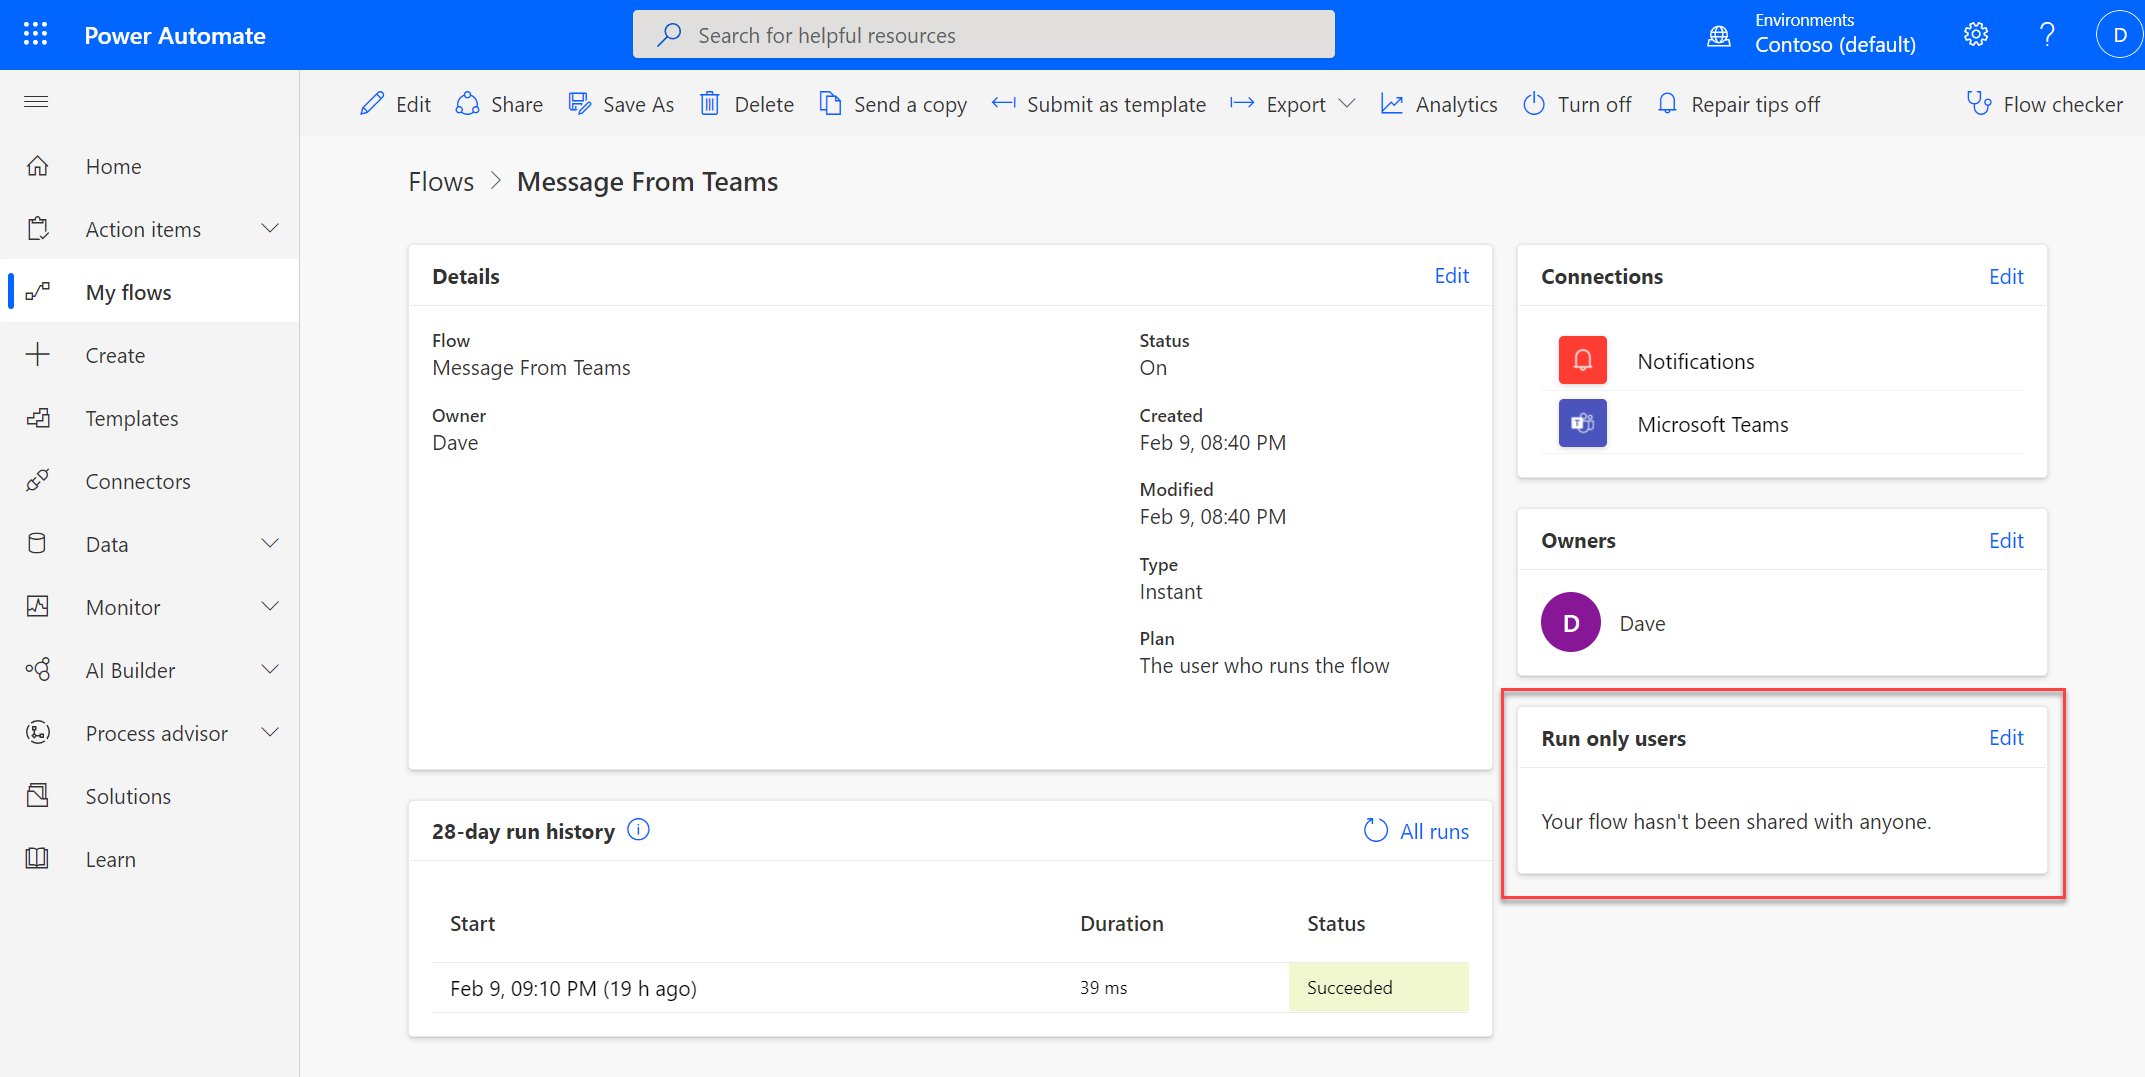 Power Automate
Search for helpful resources
Environments
Contoso (default)
?
D
Edit
Share
Save As
Delete
Send a copy
Submit as template
Export
Analytics
Turn off
Repair tips off
Flow checker
Home
Action items
My flows
Create
Templates
Connectors
Data
Monitor
AI Builder
Process advisor
Solutions
Learn
Flows > Message From Teams
Details
Edit
Flow
Message From Teams
Owner
Dave
Status
On
Created
Feb 9, 08:40 PM
Modified
Feb 9, 08:40 PM
Type
Instant
Plan
The user who runs the flow
28-day run history
All runs
Start Duration Status
Feb 9, 09:10 PM (19 h ago) 39 ms Succeeded
Connections
Edit
Notifications
Microsoft Teams
Owners
Edit
D
Dave
Run only users
Edit
Your flow hasn't been shared with anyone.